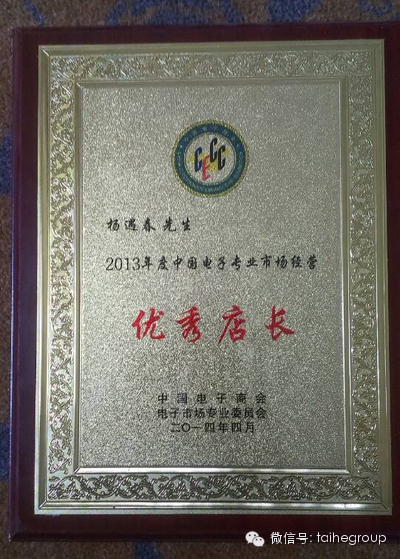 CECC
杨遇春 先生
2013年度中国电子专业市场经营
优秀店长
中国电子商会
电子市场专业委员会
二〇一四年四月
微信号: taihegroup